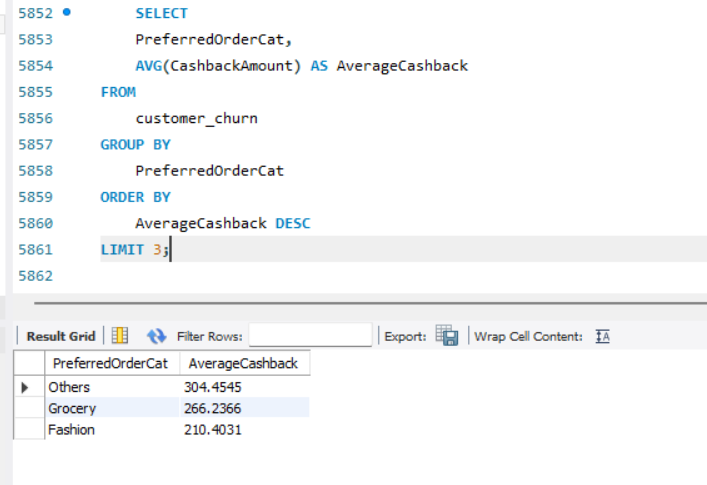 5852 SELECT
5853 PreferredOrderCat,
5854 AVG(CashbackAmount) AS AverageCashback
5855 FROM
5856 customer_churn
5857 GROUP BY
5858 PreferredOrderCat
5859 ORDER BY
5860 AverageCashback DESC
5861 LIMIT 3;
5862
Result Grid Filter Rows: Export: Wrap Cell Content:
PreferredOrderCat AverageCashback
Others 304.4545
Grocery 266.2366
Fashion 210.4031